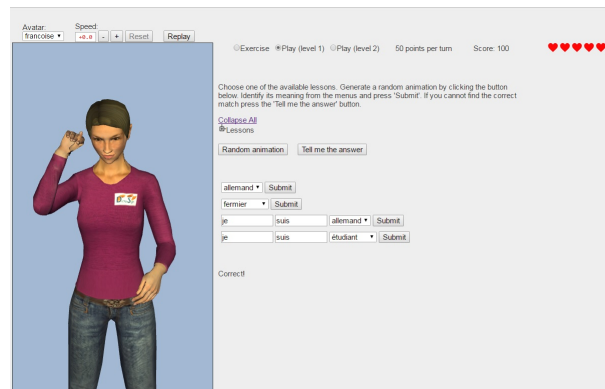 Avatar: Speed:
francoise +0.0 - + Reset Replay
Exercise Play (level 1) Play (level 2) 50 points per turn Score: 100
Choose one of the available lessons. Generate a random animation by clicking the button
below. Identify its meaning from the menus and press 'Submit'. If you cannot find the correct
match press the 'Tell me the answer' button.
Collapse All
Lessons
Random animation Tell me the answer
allemand Submit
fermier Submit
je suis allemand Submit
je suis étudiant Submit
Correct!